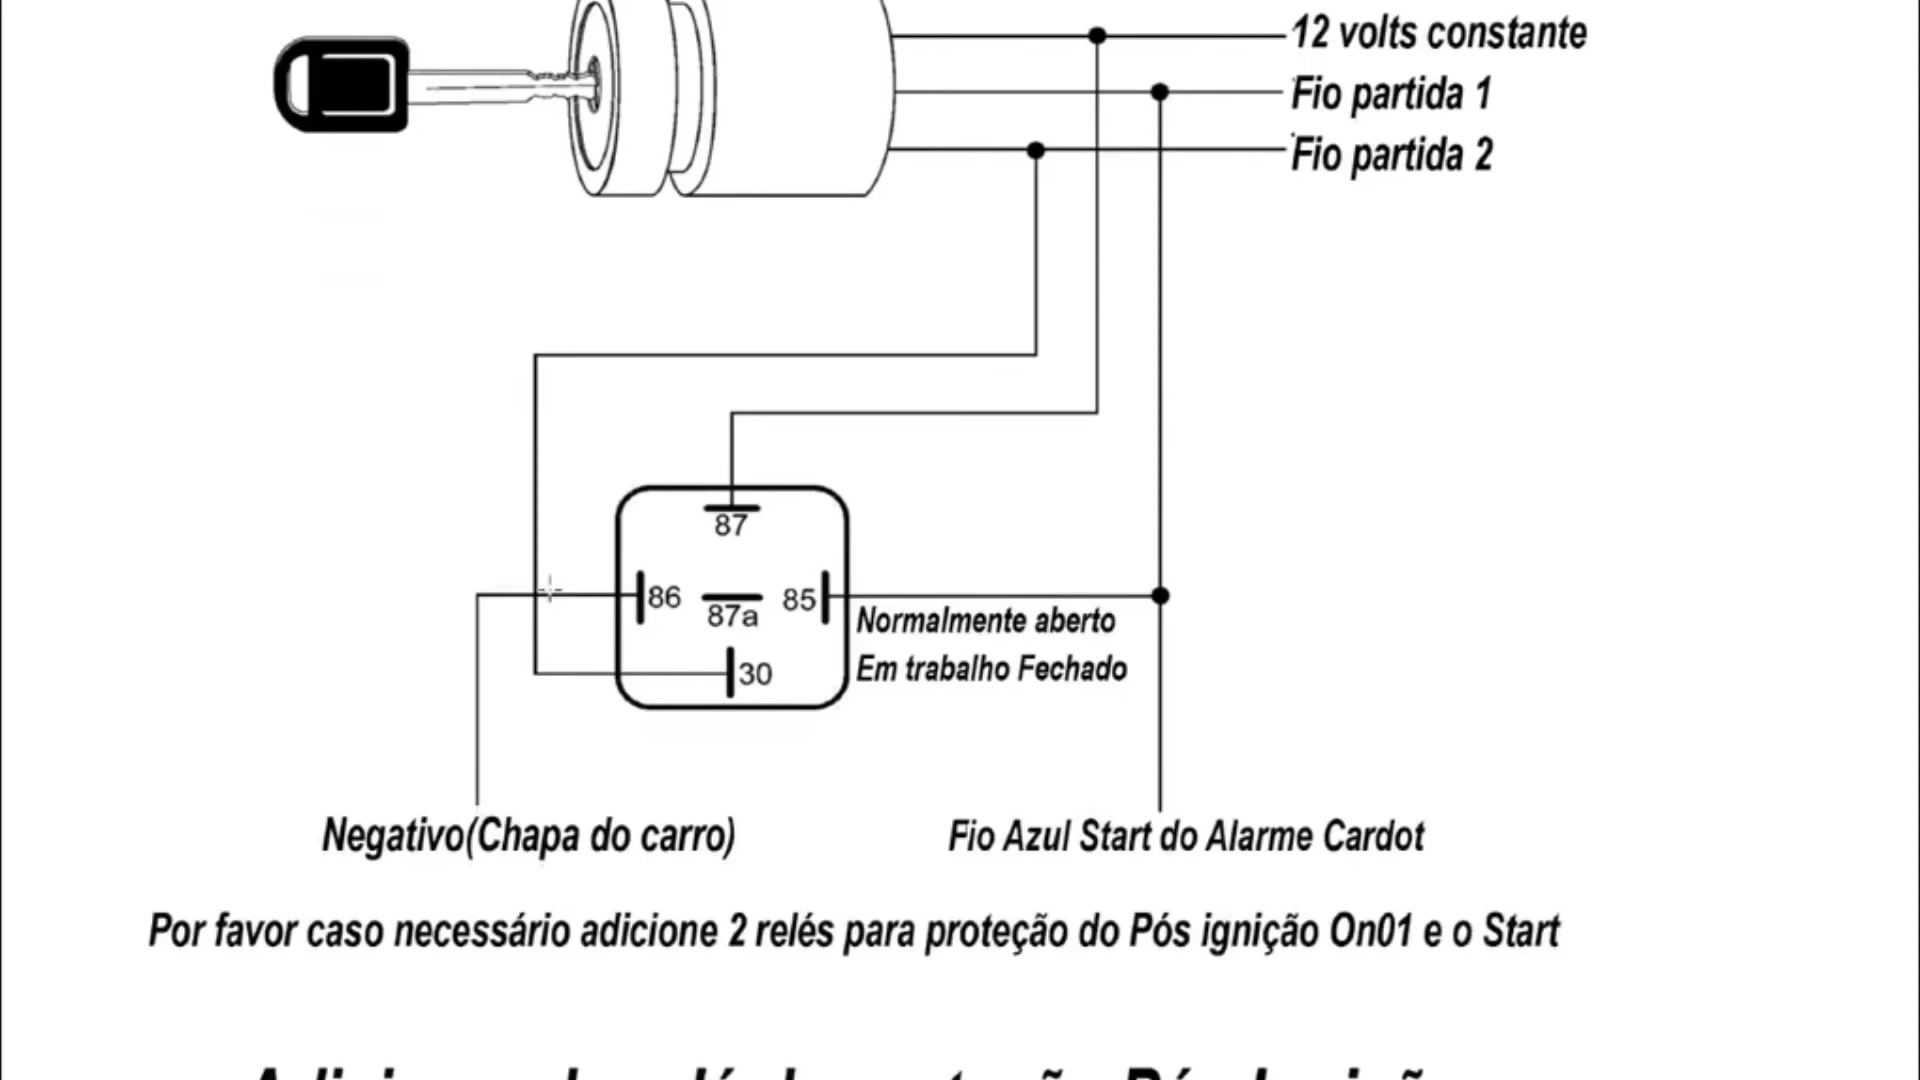 12 volts constante
Fio partida 1
Fio partida 2
87
86
87a
85
30
Normalmente aberto
Em trabalho Fechado
Negativo(Chapa do carro)
Fio Azul Start do Alarme Cardot
Por favor caso necessário adicione 2 relés para proteção do Pós ignição On01 e o Start